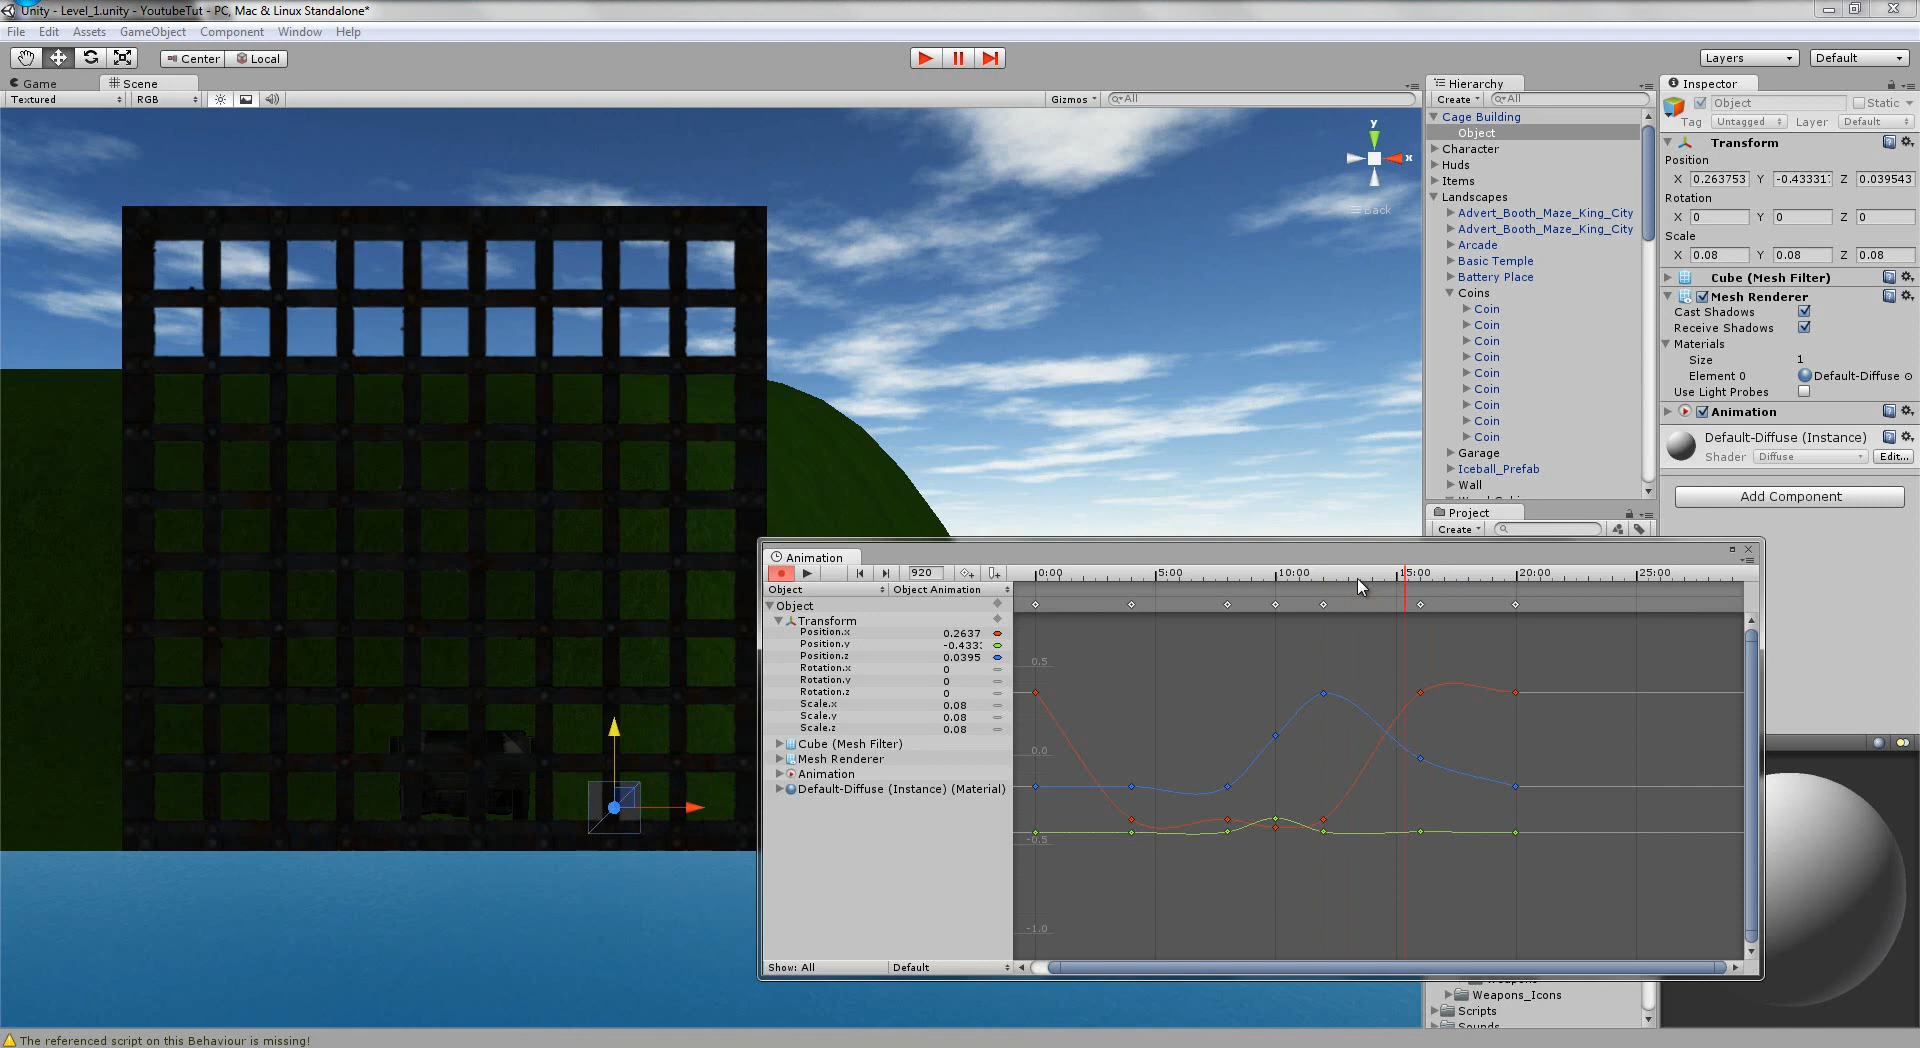 Unity - Level_1.unity - YoutubeTut - PC, Mac & Linux Standalone*
File Edit Assets GameObject Component Window Help
Center Local Layers Default
Game Scene
Textured RGB Gizmos All
Hierarchy
Create All
Cage Building
Object
Character
Huds
Items
Landscapes
Advert_Booth_Maze_King_City
Advert_Booth_Maze_King_City
Arcade
Basic Temple
Battery Place
Coins
Coin
Coin
Coin
Coin
Coin
Coin
Coin
Coin
Coin
Garage
Iceball_Prefab
Wall
Inspector
Object Static
Tag Untagged Layer Default
Transform
Position
X 0.263753 Y -0.43331 Z 0.039543
Rotation
X 0 Y 0 Z 0
Scale
X 0.08 Y 0.08 Z 0.08
Cube (Mesh Filter)
Mesh Renderer
Cast Shadows
Receive Shadows
Materials
Size 1
Element 0 Default-Diffuse
Use Light Probes
Animation
Default-Diffuse (Instance)
Shader Diffuse Edit...
Add Component
y
x
Back
Project
Create
Animation
920 0:00 5:00 10:00 15:00 20:00 25:00
Object Object Animation
Object
Transform
Position.x 0.2637
Position.y -0.433
Position.z 0.0395
Rotation.x 0
Rotation.y 0
Rotation.z 0
Scale.x 0.08
Scale.y 0.08
Scale.z 0.08
Cube (Mesh Filter)
Mesh Renderer
Animation
Default-Diffuse (Instance) (Material)
0.5
0.0
-0.5
-1.0
Show: All Default
Weapons
Weapons_Icons
Scripts
Sounds
The referenced script on this Behaviour is missing!